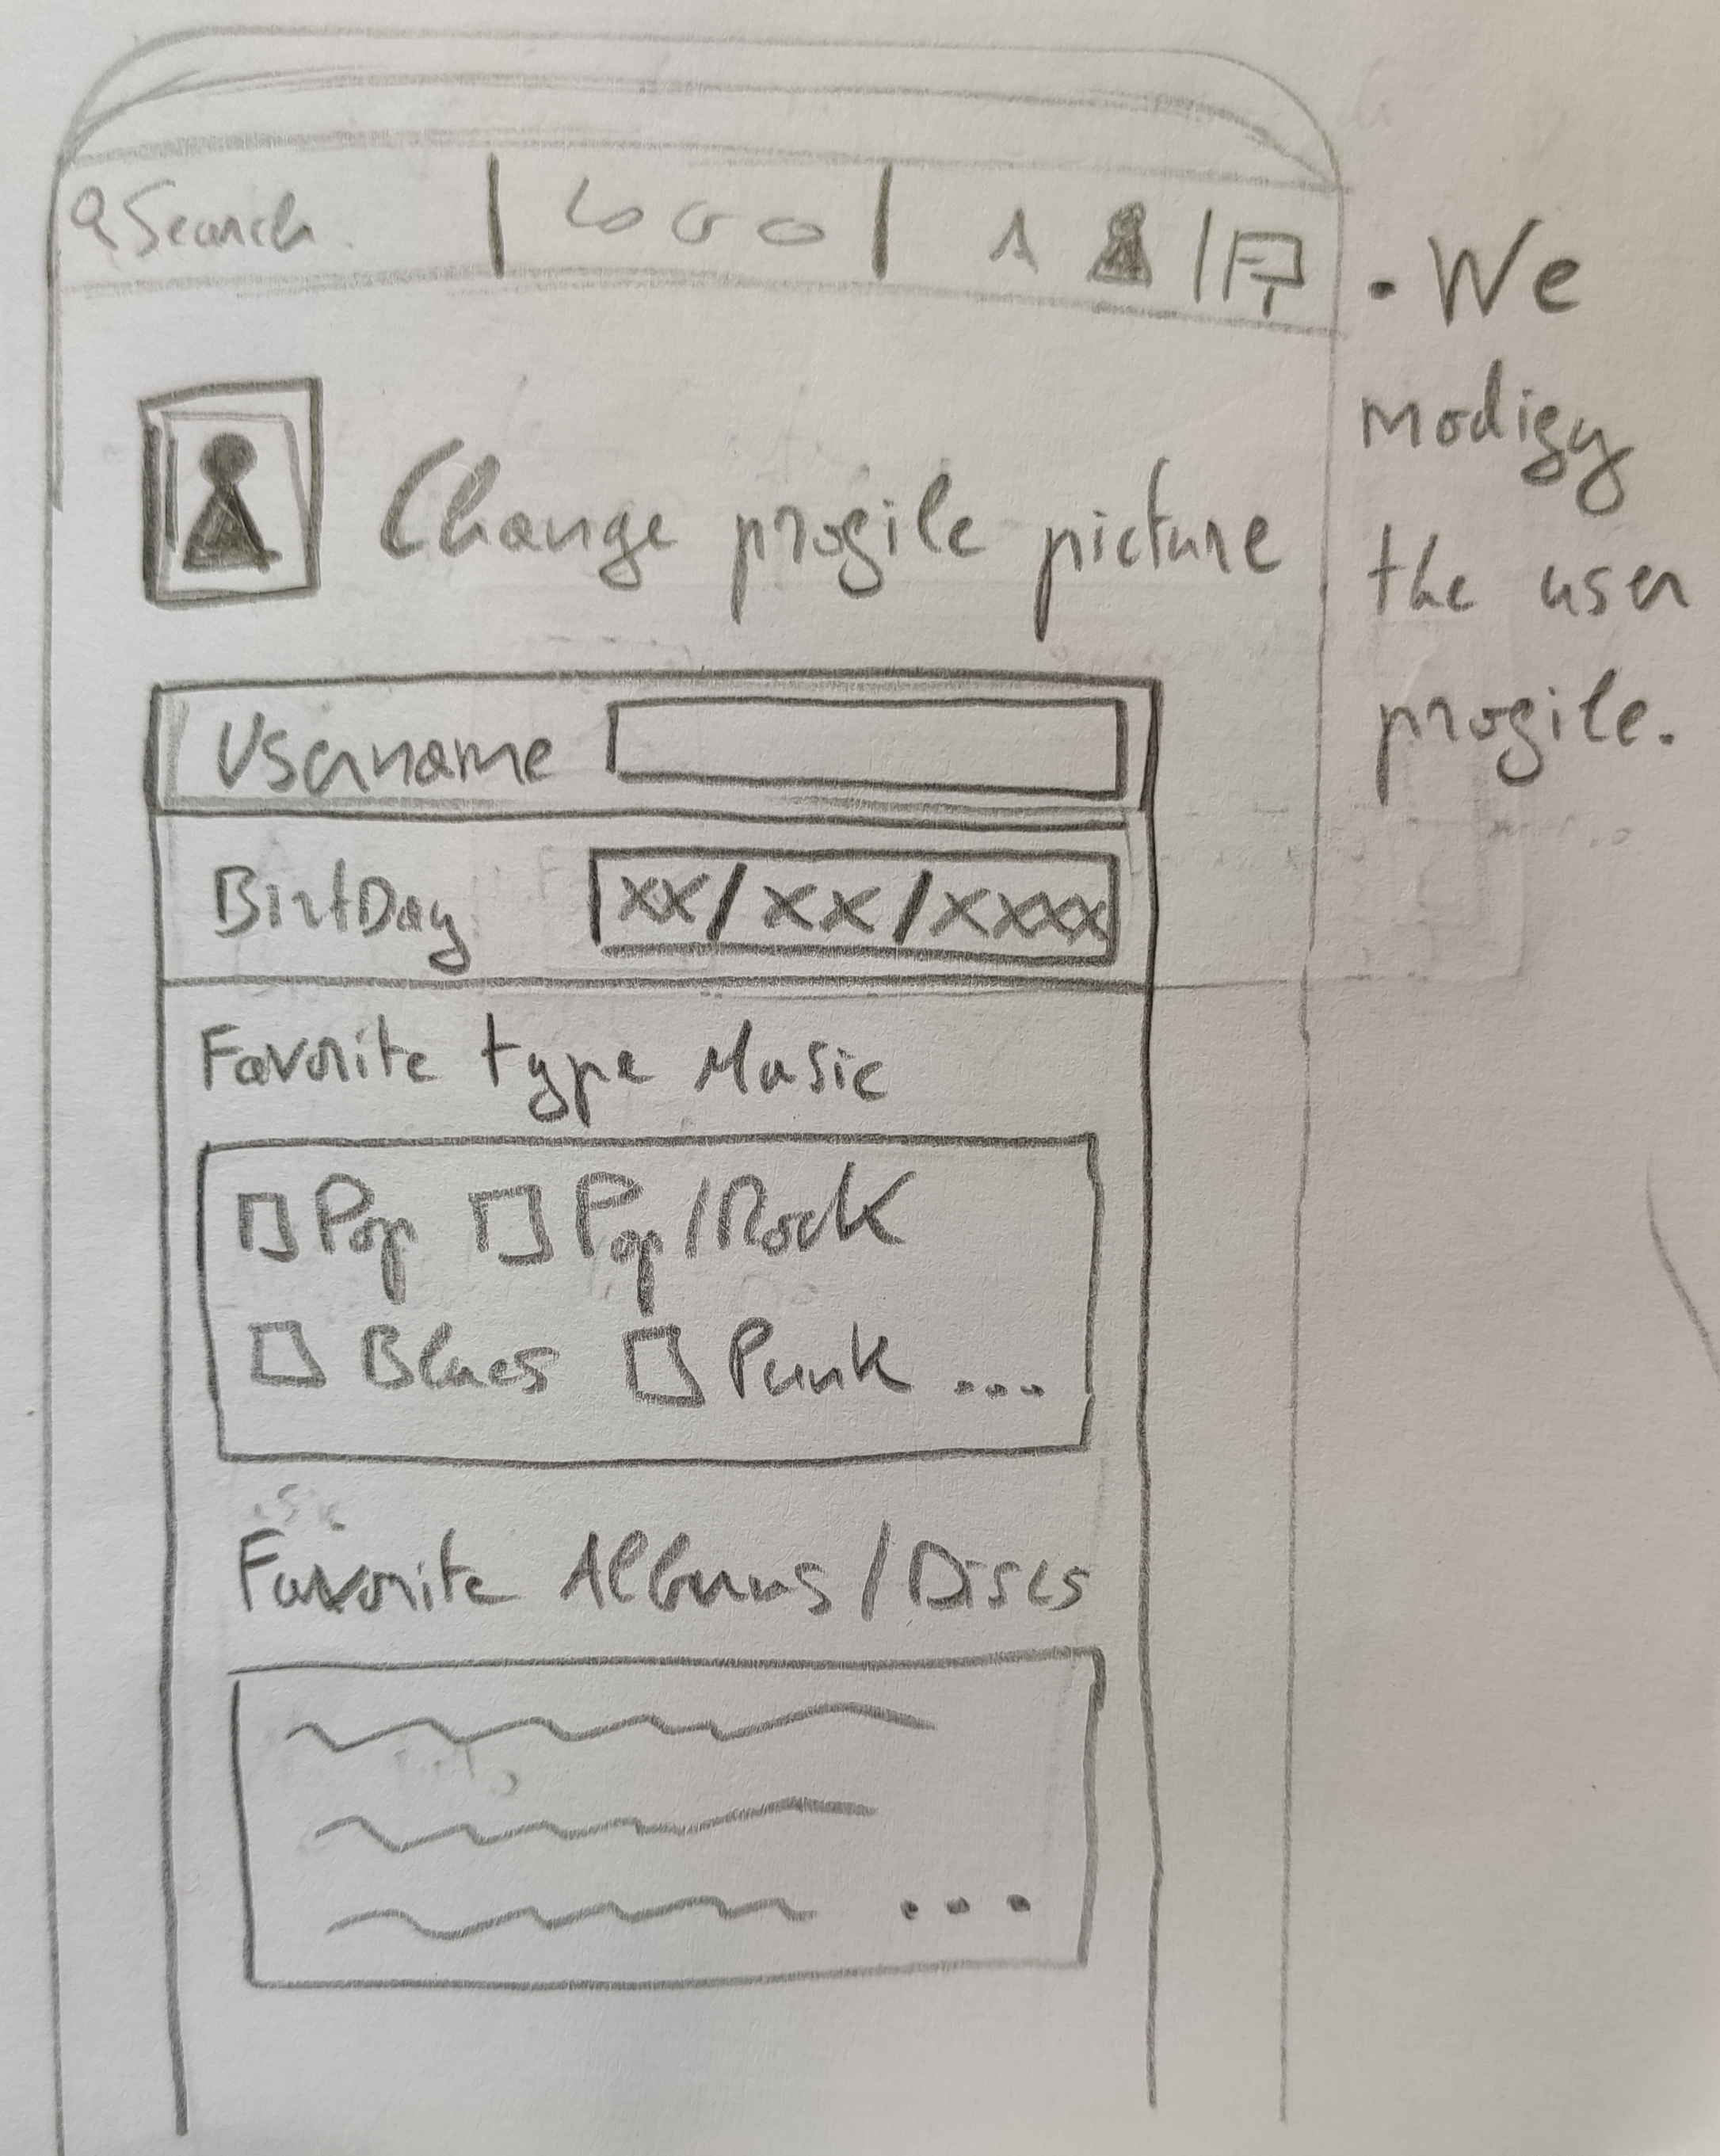 Search
LOGO
Change profile picture
Username
BirtDay
xx/xx/xxxx
Favorite type Music
Pop Pop/Rock
Blues Punk ...
Favorite Albums/Discs
...
• We
modify
the user
profile.